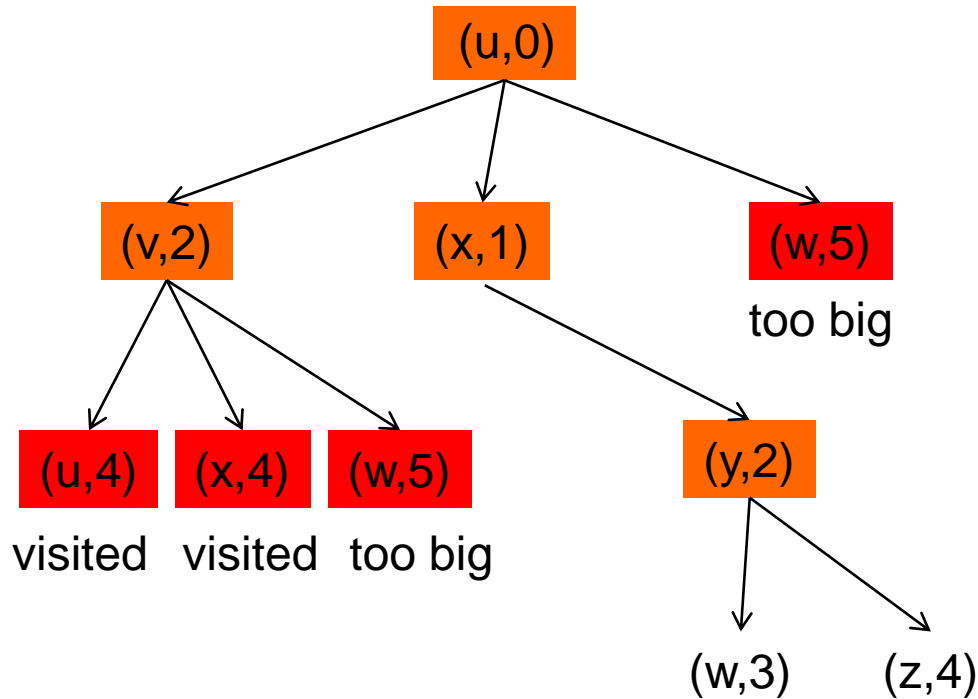 (u,0)
(v,2) (x,1) (w,5)
too big
(u,4) (x,4) (w,5) (y,2)
visited visited too big
(w,3) (z,4)